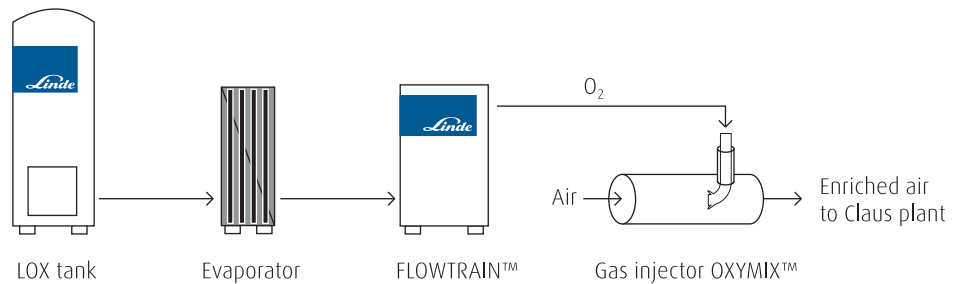 Linde
Linde
O₂
Air
Enriched air
to Claus plant
LOX tank
Evaporator
FLOWTRAIN™
Gas injector OXYMIX™